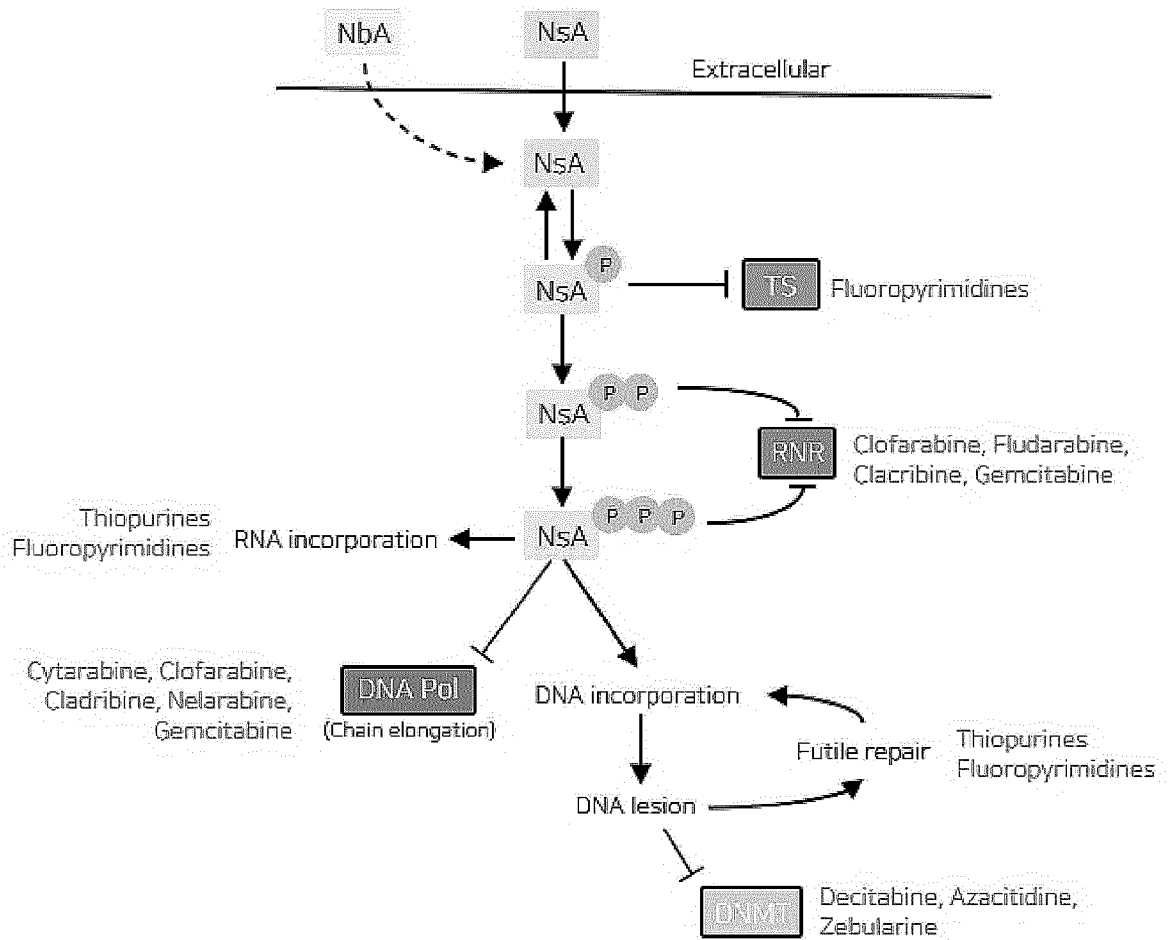 NbA
NsA
Extracellular
NsA
NsA
P
TS
Fluoropyrimidines
NsA
P P
RNR
Clofarabine, Fludarabine,
Clacribine, Gemcitabine
NsA
P P P
Thiopurines
Fluoropyrimidines
RNA incorporation
Cytarabine, Clofarabine,
Cladribine, Nelarabine,
Gemcitabine
DNA Pol
(Chain elongation)
DNA incorporation
Futile repair
Thiopurines
Fluoropyrimidines
DNA lesion
DNMT
Decitabine, Azacitidine,
Zebularine